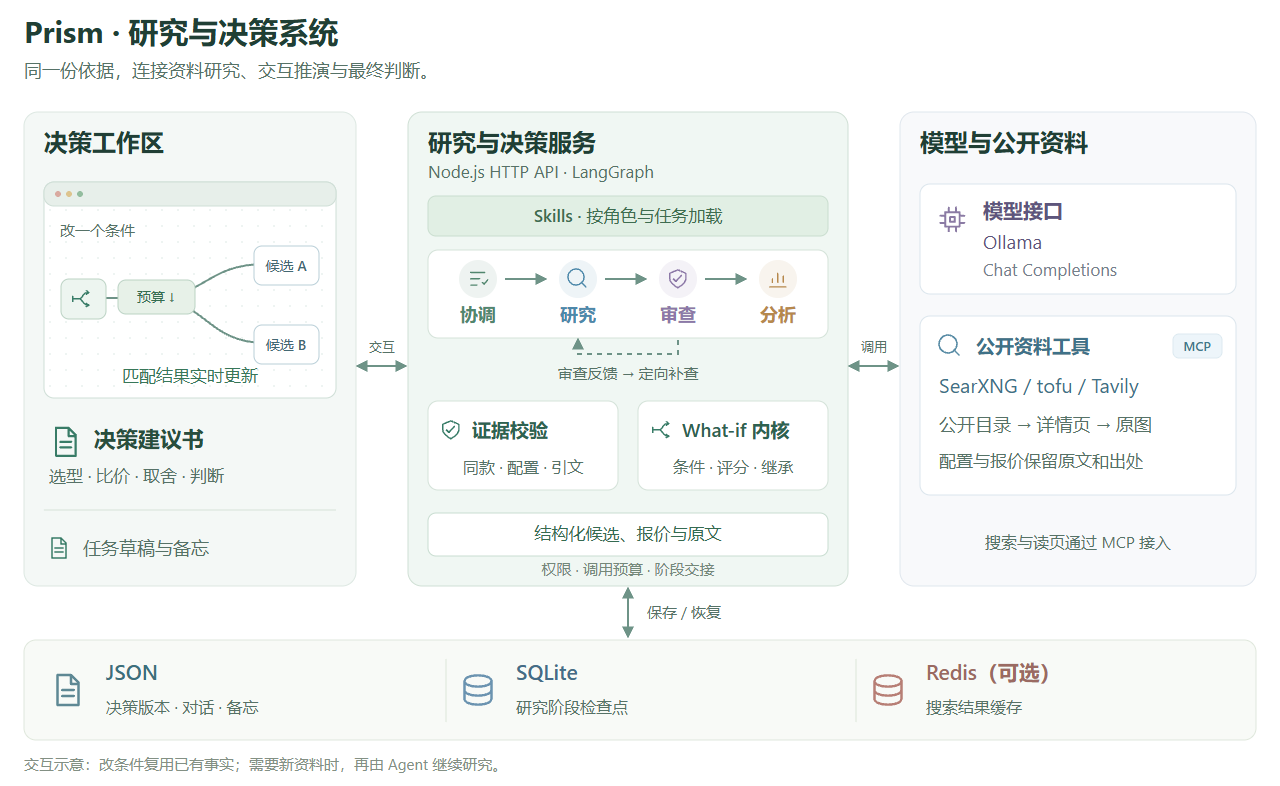 Prism · 研究与决策系统
同一份依据，连接资料研究、交互推演与最终判断。
决策工作区
改一个条件
预算 ↓
候选 A
候选 B
匹配结果实时更新
决策建议书
选型 · 比价 · 取舍 · 判断
任务草稿与备忘
交互
研究与决策服务
Node.js HTTP API · LangGraph
Skills · 按角色与任务加载
协调
研究
审查
分析
审查反馈 → 定向补查
证据校验
同款 · 配置 · 引文
What-if 内核
条件 · 评分 · 继承
结构化候选、报价与原文
权限 · 调用预算 · 阶段交接
调用
模型与公开资料
模型接口
Ollama
Chat Completions
公开资料工具
MCP
SearXNG / tofu / Tavily
公开目录 → 详情页 → 原图
配置与报价保留原文和出处
搜索与读页通过 MCP 接入
保存 / 恢复
JSON
决策版本 · 对话 · 备忘
SQLite
研究阶段检查点
Redis（可选）
搜索结果缓存
交互示意：改条件复用已有事实；需要新资料时，再由 Agent 继续研究。